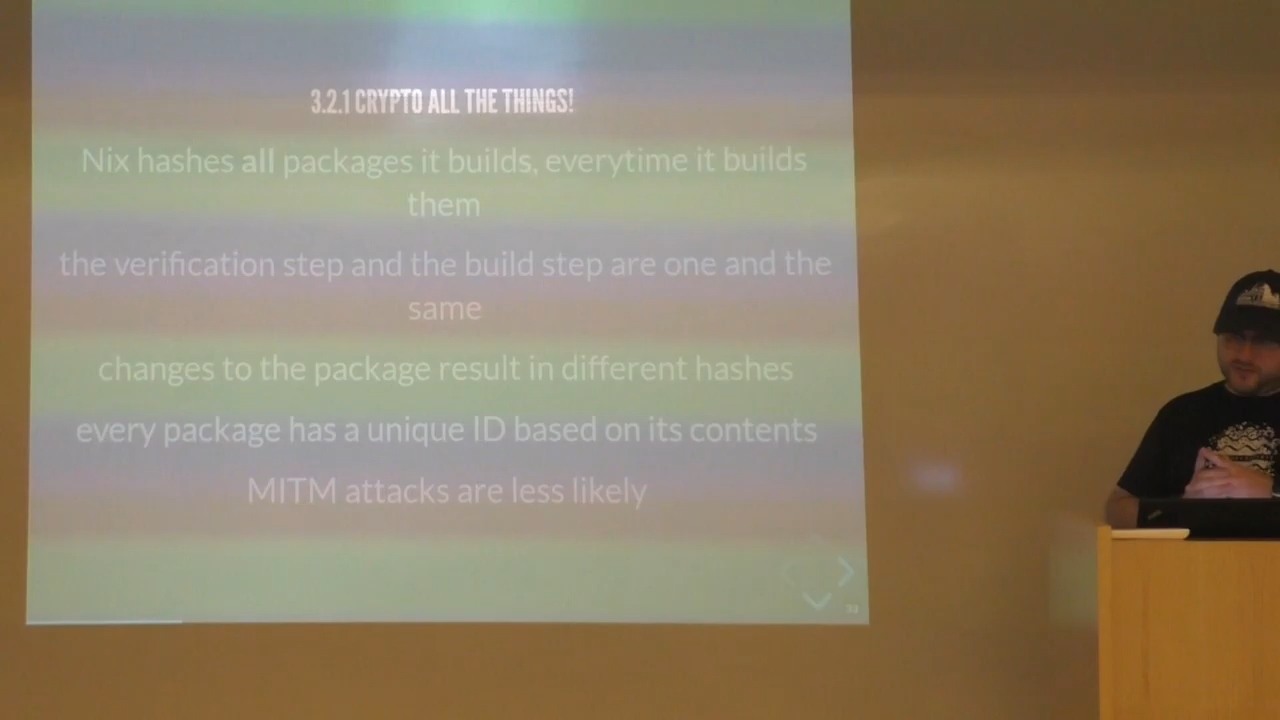 3.2.1 CRYPTO ALL THE THINGS!
Nix hashes all packages it builds, everytime it builds
them
the verification step and the build step are one and the
same
changes to the package result in different hashes
every package has a unique ID based on its contents
MITM attacks are less likely